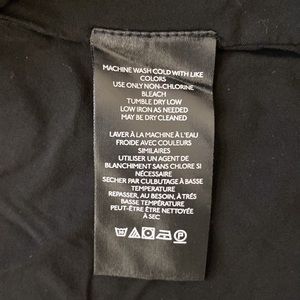 MACHINE WASH COLD WITH LIKE
COLORS
USE ONLY NON-CHLORINE
BLEACH
TUMBLE DRY LOW
LOW IRON AS NEEDED
MAY BE DRY CLEANED
LAVER À LA MACHINE À L'EAU
FROIDE AVEC COULEURS
SIMILAIRES
UTILISER UN AGENT DE
BLANCHIMENT SANS CHLORE SI
NÉCESSAIRE
SECHER PAR CULBUTAGE À BASSE
TEMPERATURE
REPASSER, AU BESOIN, À TRÈS
BASSE TEMPÉRATURE
PEUT-ÊTRE ÊTRE NETTOYÉE
À SEC